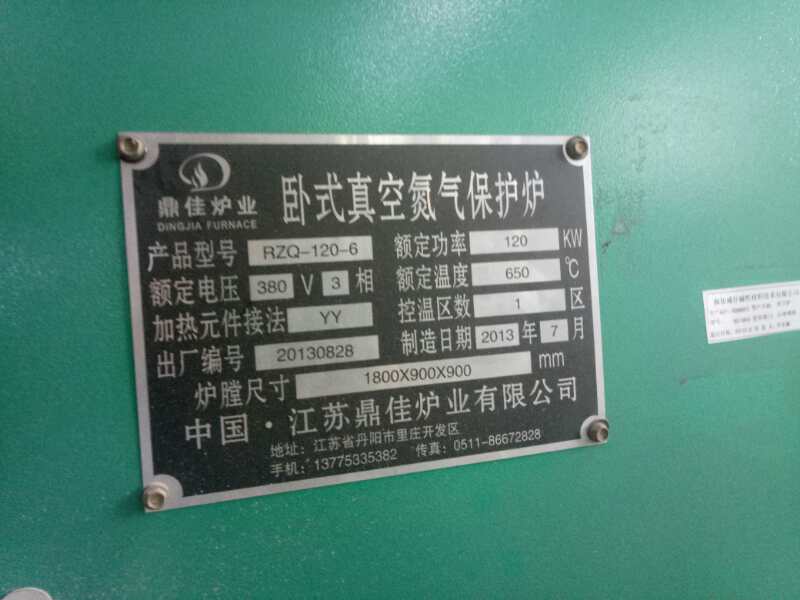 鼎佳炉业
DINGJIA FURNACE
卧式真空氮气保护炉
产品型号 RZQ-120-6 额定功率 120 KW
额定电压 380 V 3 相 额定温度 650 ℃
加热元件接法 YY 控温区数 1 区
出厂编号 20130828 制造日期 2013 年 7 月
炉膛尺寸 1800X900X900 mm
中国·江苏鼎佳炉业有限公司
地址: 江苏省丹阳市里庄开发区
手机: 13775335382 传真: 0511-86672828